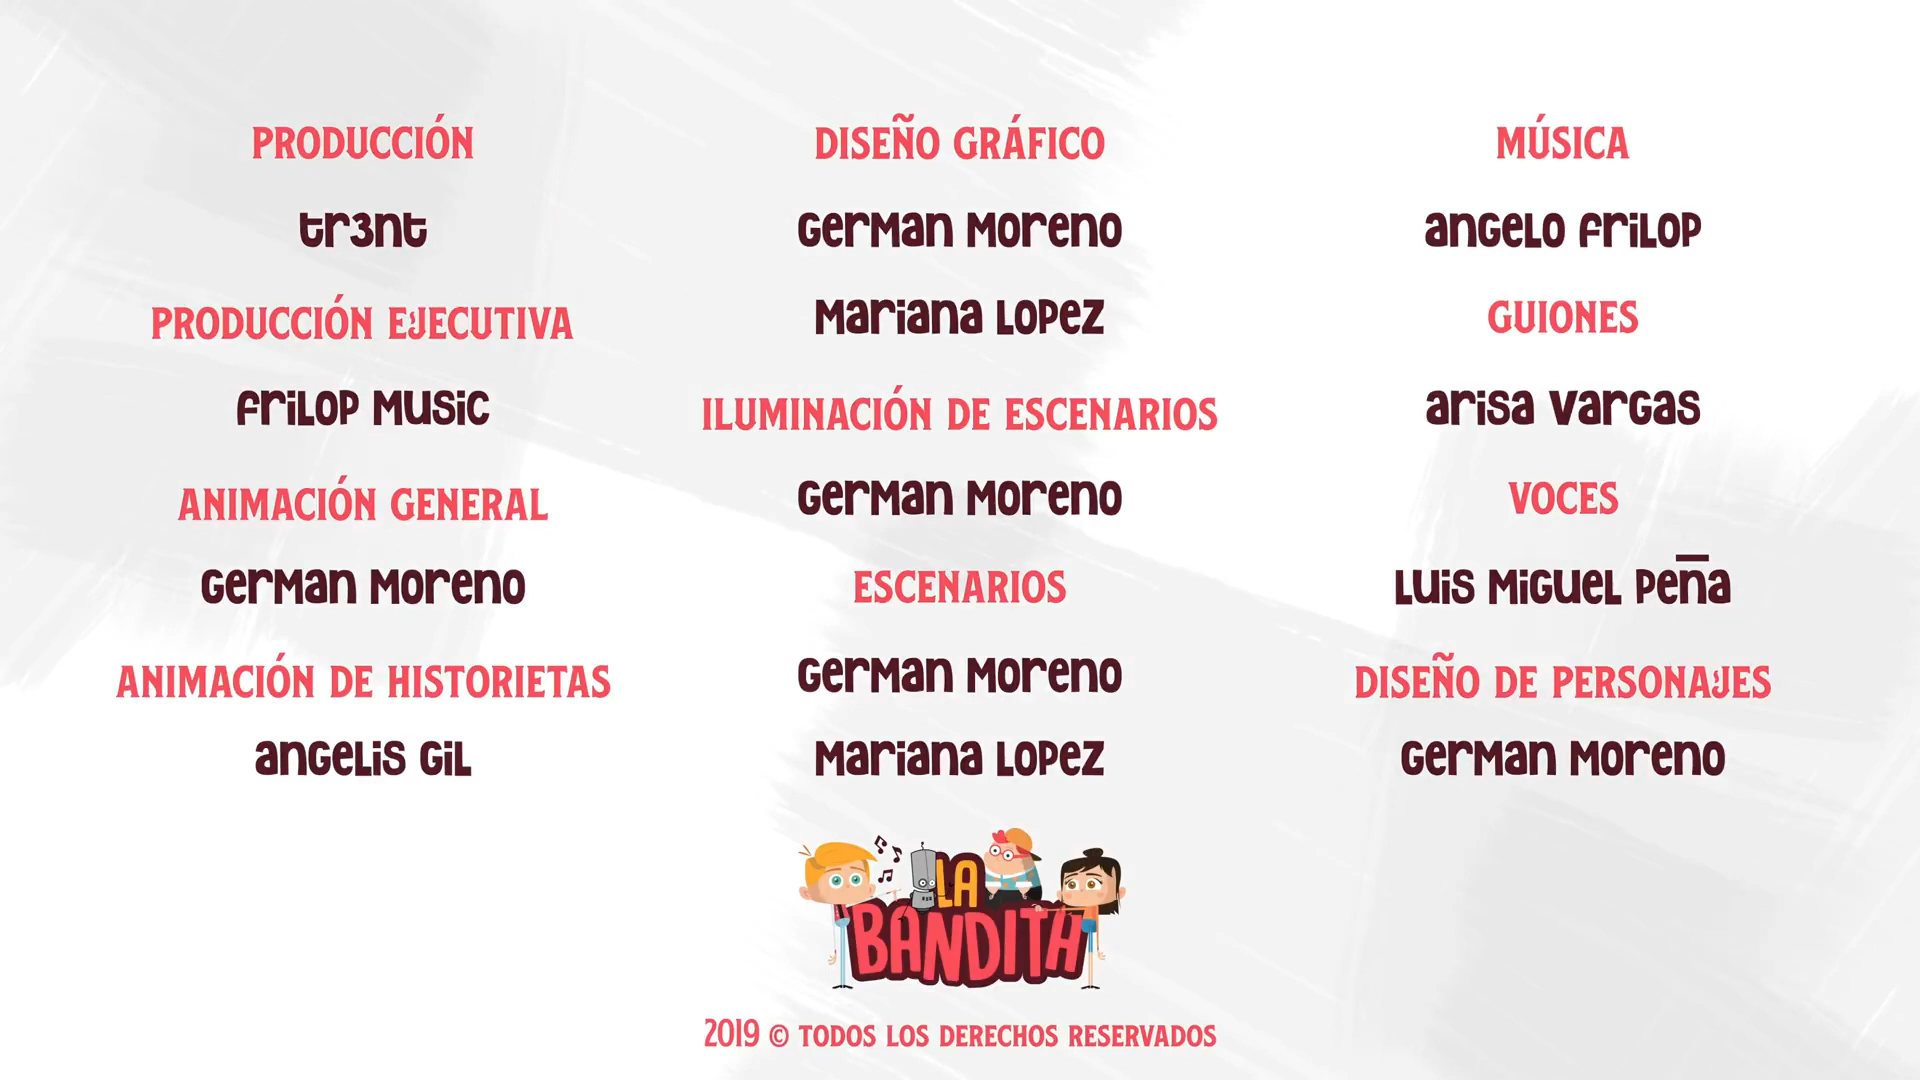 PRODUCCIÓN
tr3nt
PRODUCCIÓN EJECUTIVA
Frilop Music
ANIMACIÓN GENERAL
German Moreno
ANIMACIÓN DE HISTORIETAS
Angelis Gil
DISEÑO GRÁFICO
German Moreno
Mariana Lopez
ILUMINACIÓN DE ESCENARIOS
German Moreno
ESCENARIOS
German Moreno
Mariana Lopez
MÚSICA
Angelo Frilop
GUIONES
Arisa Vargas
VOCES
Luis Miguel Peña
DISEÑO DE PERSONAJES
German Moreno
LA
BANDITA
2019 © TODOS LOS DERECHOS RESERVADOS